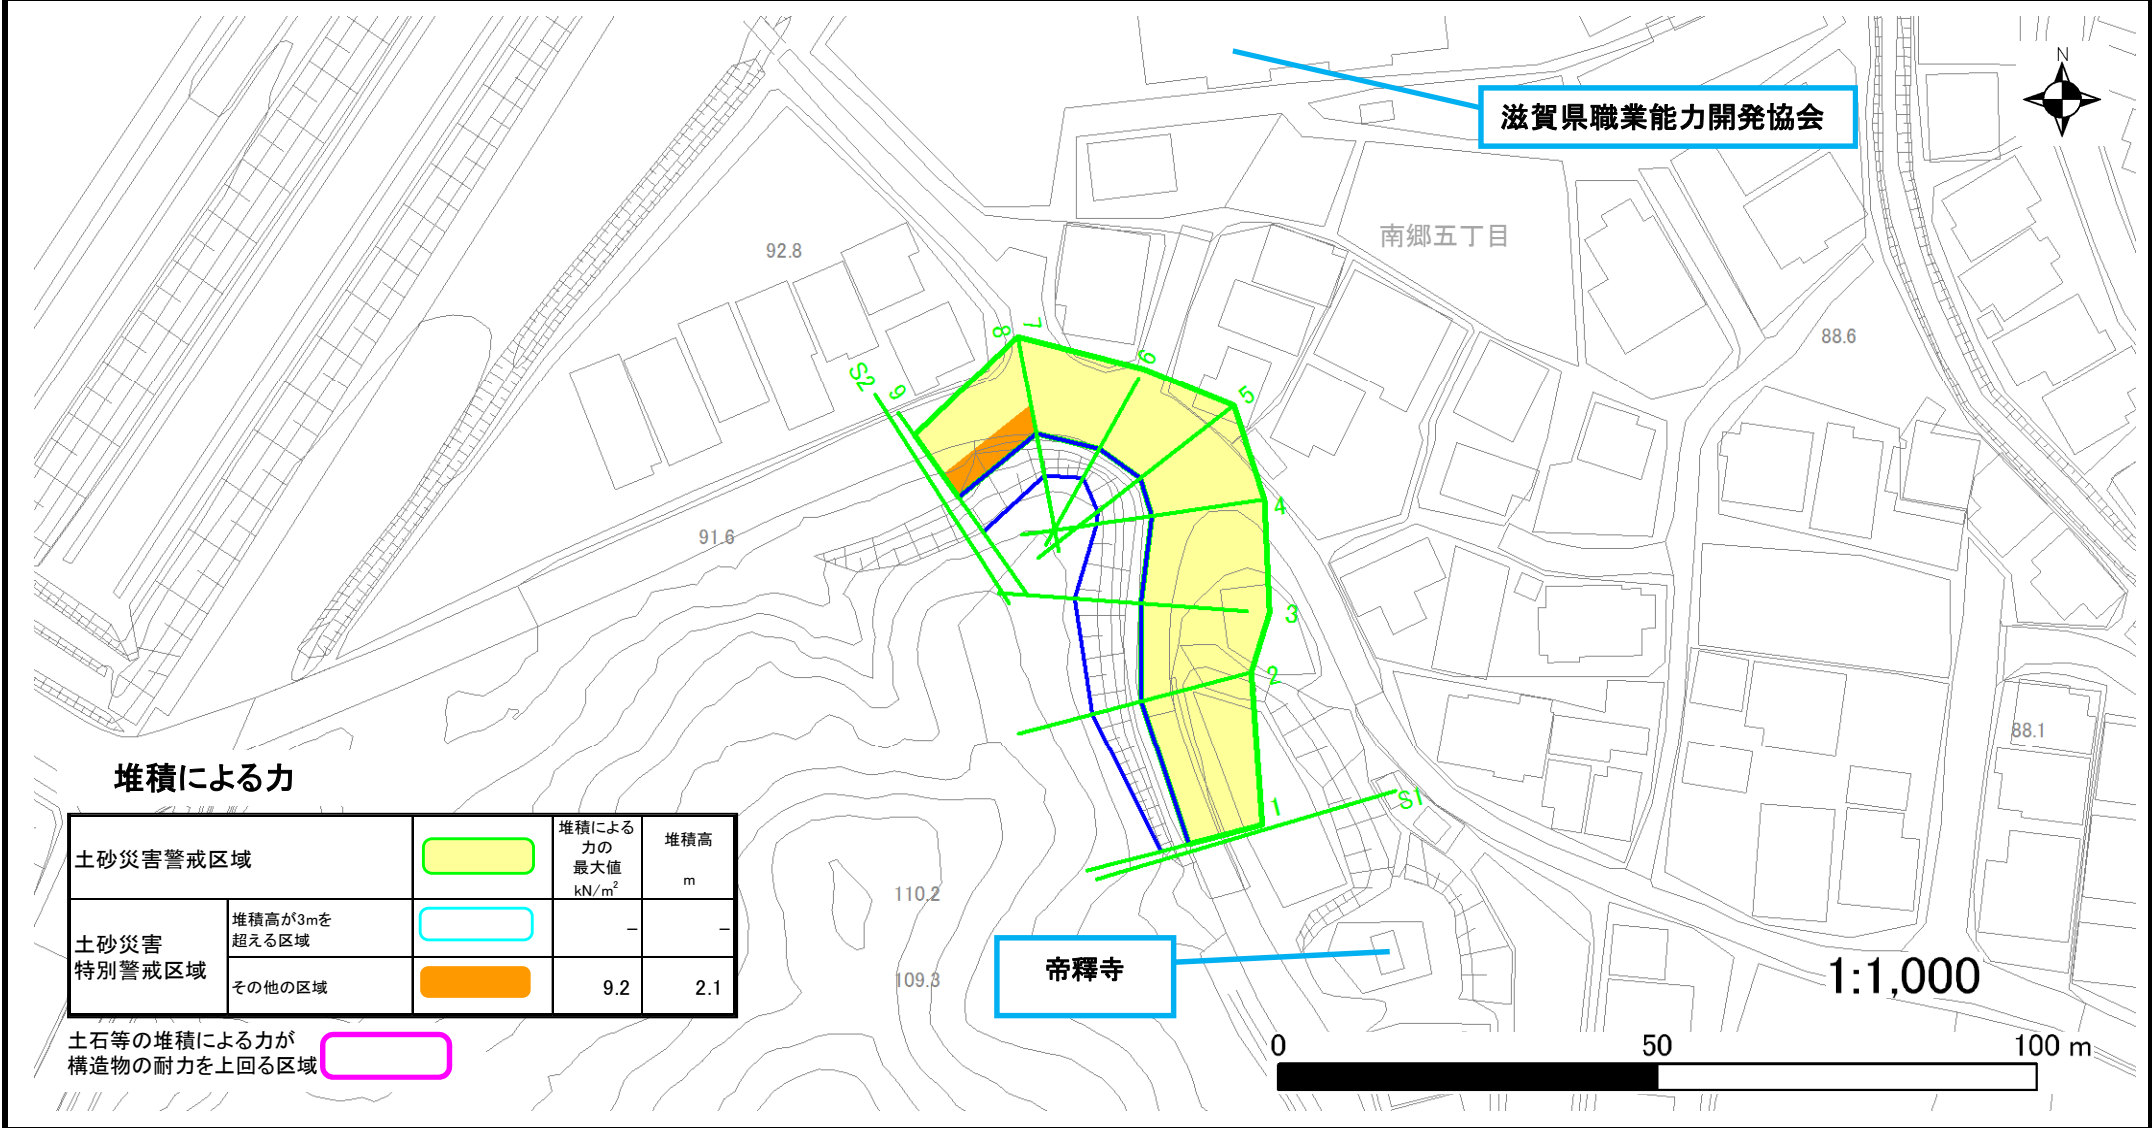 N
滋賀県職業能力開発協会
南郷五丁目
92.8
88.6
8
7
6
S2
9
5
4
91.6
3
2
88.1
1
S1
堆積による力
土砂災害警戒区域
堆積による
力の
最大値
kN/m²
堆積高
m
土砂災害
特別警戒区域
堆積高が3mを
超える区域
–
–
その他の区域
9.2
2.1
土石等の堆積による力が
構造物の耐力を上回る区域
110.2
109.3
帝釋寺
1:1,000
0
50
100 m